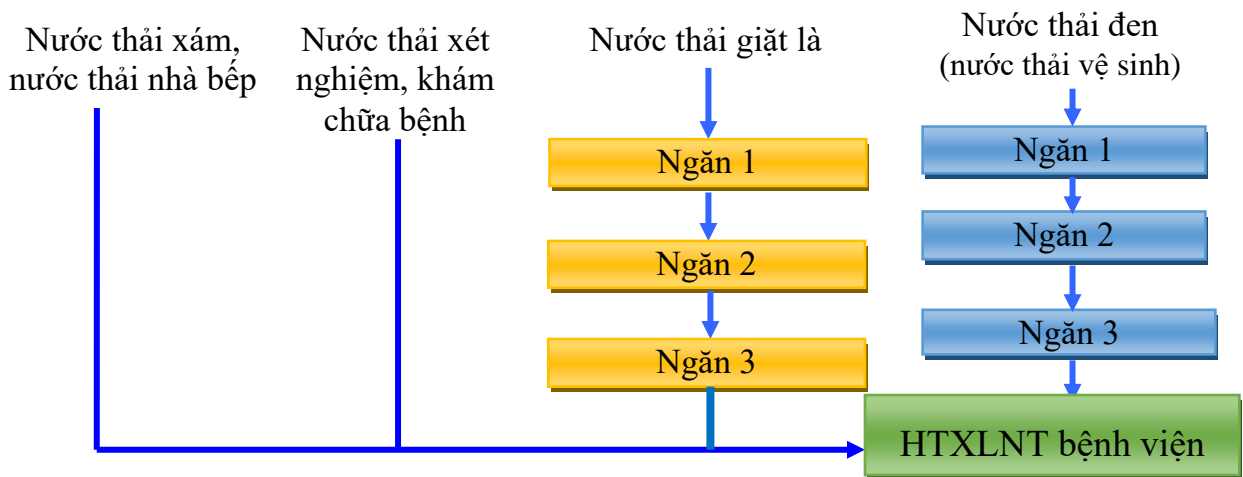 Nước thải xám,
nước thải nhà bếp
Nước thải xét
nghiệm, khám
chữa bệnh
Nước thải giặt là
Ngăn 1
Ngăn 2
Ngăn 3
Nước thải đen
(nước thải vệ sinh)
Ngăn 1
Ngăn 2
Ngăn 3
HTXLNT bệnh viện